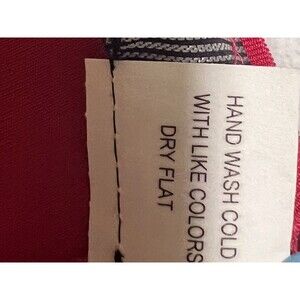 HAND WASH COLD
WITH LIKE COLORS
DRY FLAT